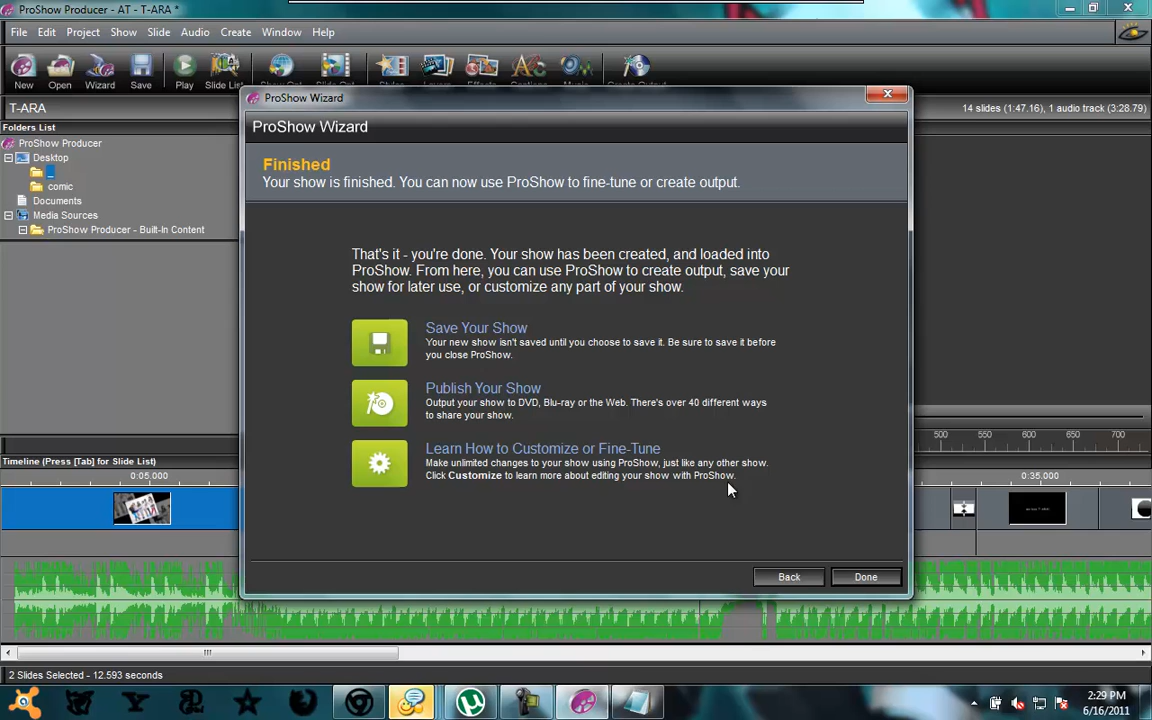 ProShow Producer - AT - T-ARA *
File Edit Project Show Slide Audio Create Window Help
New Open Wizard Save Play Slide List
T-ARA
14 slides (1:47.16), 1 audio track (3:28.79)
Folders List
ProShow Producer
Desktop
comic
Documents
Media Sources
ProShow Producer - Built-In Content
ProShow Wizard
ProShow Wizard
Finished
Your show is finished. You can now use ProShow to fine-tune or create output.
That's it - you're done. Your show has been created, and loaded into
ProShow. From here, you can use ProShow to create output, save your
show for later use, or customize any part of your show.
Save Your Show
Your new show isn't saved until you choose to save it. Be sure to save it before
you close ProShow.
Publish Your Show
Output your show to DVD, Blu-ray or the Web. There's over 40 different ways
to share your show.
Learn How to Customize or Fine-Tune
Make unlimited changes to your show using ProShow, just like any other show.
Click Customize to learn more about editing your show with ProShow.
Back Done
500 550 600 650 700
Timeline (Press [Tab] for Slide List)
0:05.000 0:35.000
2 Slides Selected - 12.593 seconds
2:29 PM
6/16/2011